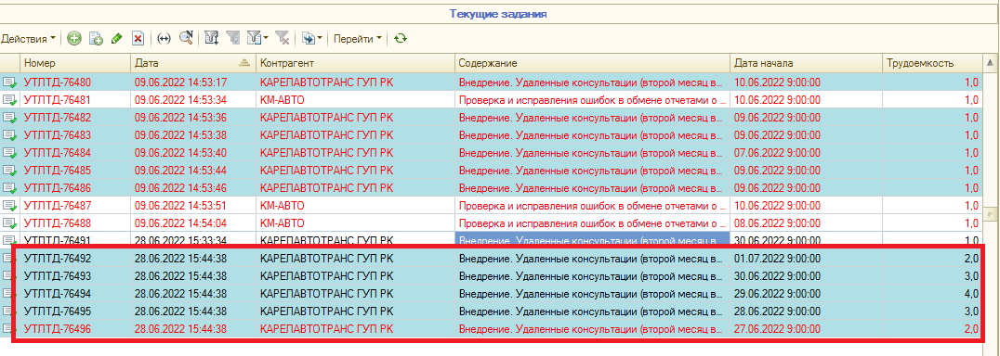 Текущие задания
Действия Перейти
Номер Дата Контрагент Содержание Дата начала Трудоемкость
УТЛТД-76480 09.06.2022 14:53:17 КАРЕЛАВТОТРАНС ГУП РК Внедрение. Удаленные консультации (второй месяц в... 10.06.2022 9:00:00 1,0
УТЛТД-76481 09.06.2022 14:53:34 КМ-АВТО Проверка и исправления ошибок в обмене отчетами о ... 10.06.2022 9:00:00 1,0
УТЛТД-76482 09.06.2022 14:53:36 КАРЕЛАВТОТРАНС ГУП РК Внедрение. Удаленные консультации (второй месяц в... 09.06.2022 9:00:00 1,0
УТЛТД-76483 09.06.2022 14:53:38 КАРЕЛАВТОТРАНС ГУП РК Внедрение. Удаленные консультации (второй месяц в... 09.06.2022 9:00:00 1,0
УТЛТД-76484 09.06.2022 14:53:40 КАРЕЛАВТОТРАНС ГУП РК Внедрение. Удаленные консультации (второй месяц в... 07.06.2022 9:00:00 1,0
УТЛТД-76485 09.06.2022 14:53:44 КАРЕЛАВТОТРАНС ГУП РК Внедрение. Удаленные консультации (второй месяц в... 09.06.2022 9:00:00 1,0
УТЛТД-76486 09.06.2022 14:53:46 КАРЕЛАВТОТРАНС ГУП РК Внедрение. Удаленные консультации (второй месяц в... 09.06.2022 9:00:00 1,0
УТЛТД-76487 09.06.2022 14:53:51 КМ-АВТО Проверка и исправления ошибок в обмене отчетами о ... 10.06.2022 9:00:00 1,0
УТЛТД-76488 09.06.2022 14:54:04 КМ-АВТО Проверка и исправления ошибок в обмене отчетами о ... 08.06.2022 9:00:00 1,0
УТЛТД-76491 28.06.2022 15:33:34 КАРЕЛАВТОТРАНС ГУП РК Внедрение. Удаленные консультации (второй месяц в... 30.06.2022 9:00:00 1,0
УТЛТД-76492 28.06.2022 15:44:38 КАРЕЛАВТОТРАНС ГУП РК Внедрение. Удаленные консультации (второй месяц в... 01.07.2022 9:00:00 2,0
УТЛТД-76493 28.06.2022 15:44:38 КАРЕЛАВТОТРАНС ГУП РК Внедрение. Удаленные консультации (второй месяц в... 30.06.2022 9:00:00 3,0
УТЛТД-76494 28.06.2022 15:44:38 КАРЕЛАВТОТРАНС ГУП РК Внедрение. Удаленные консультации (второй месяц в... 29.06.2022 9:00:00 4,0
УТЛТД-76495 28.06.2022 15:44:38 КАРЕЛАВТОТРАНС ГУП РК Внедрение. Удаленные консультации (второй месяц в... 28.06.2022 9:00:00 3,0
УТЛТД-76496 28.06.2022 15:44:38 КАРЕЛАВТОТРАНС ГУП РК Внедрение. Удаленные консультации (второй месяц в... 27.06.2022 9:00:00 2,0